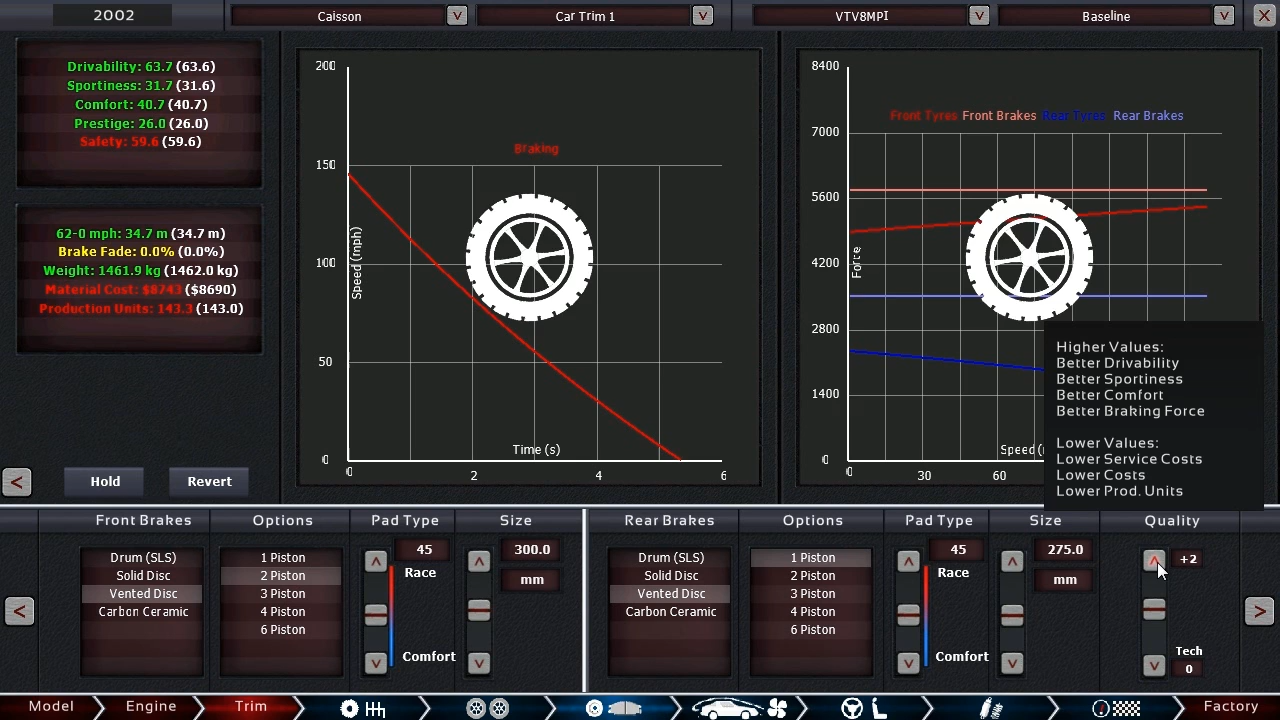 2002
Caisson
Car Trim 1
VTV8MPI
Baseline
Drivability: 63.7 (63.6)
Sportiness: 31.7 (31.6)
Comfort: 40.7 (40.7)
Prestige: 26.0 (26.0)
Safety: 59.6 (59.6)
62-0 mph: 34.7 m (34.7 m)
Brake Fade: 0.0% (0.0%)
Weight: 1461.9 kg (1462.0 kg)
Material Cost: $8743 ($8690)
Production Units: 143.3 (143.0)
Hold
Revert
200
150
100
50
0
Speed (mph)
Braking
Time (s)
0
2
4
6
8400
7000
5600
4200
2800
1400
0
Force
Front Tyres Front Brakes Rear Tyres Rear Brakes
Speed (
0
30
60
Higher Values:
Better Drivability
Better Sportiness
Better Comfort
Better Braking Force
Lower Values:
Lower Service Costs
Lower Costs
Lower Prod. Units
Front Brakes
Drum (SLS)
Solid Disc
Vented Disc
Carbon Ceramic
Options
1 Piston
2 Piston
3 Piston
4 Piston
6 Piston
Pad Type
45
Race
Comfort
Size
300.0
mm
Rear Brakes
Drum (SLS)
Solid Disc
Vented Disc
Carbon Ceramic
Options
1 Piston
2 Piston
3 Piston
4 Piston
6 Piston
Pad Type
45
Race
Comfort
Size
275.0
mm
Quality
+2
Tech
0
Model
Engine
Trim
Factory